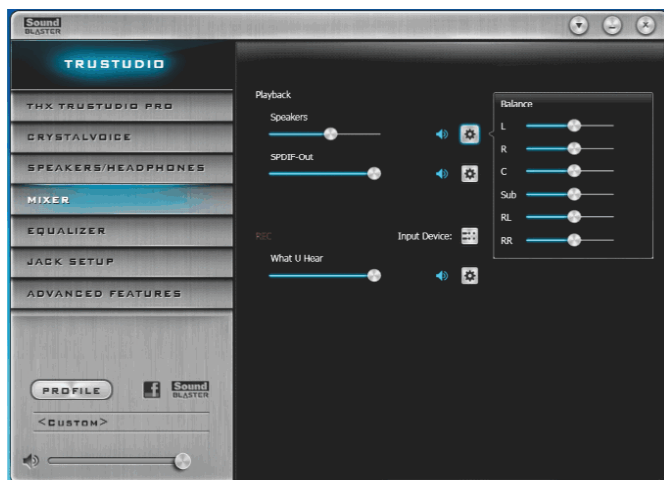 Sound
BLASTER
TRUSTUDIO
THX TRUSTUDIO PRO
CRYSTALVOICE
SPEAKERS/HEADPHONES
MIXER
EQUALIZER
JACK SETUP
ADVANCED FEATURES
PROFILE
f
Sound
BLASTER
<CUSTOM>
Playback
Speakers
SPDIF-Out
REC
Input Device:
What U Hear
Balance
L
R
C
Sub
RL
RR